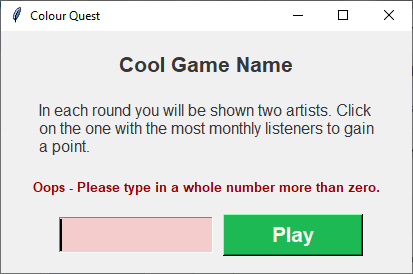 Colour Quest
Cool Game Name
In each round you will be shown two artists. Click
on the one with the most monthly listeners to gain
a point.
Oops - Please type in a whole number more than zero.
Play